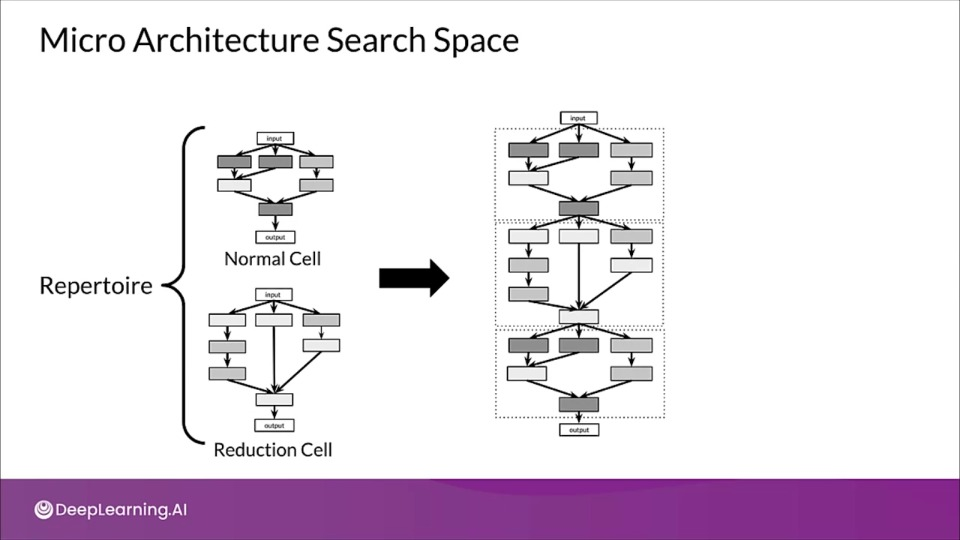 Micro Architecture Search Space
Repertoire
input
output
Normal Cell
input
output
Reduction Cell
input
output
DeepLearning.AI